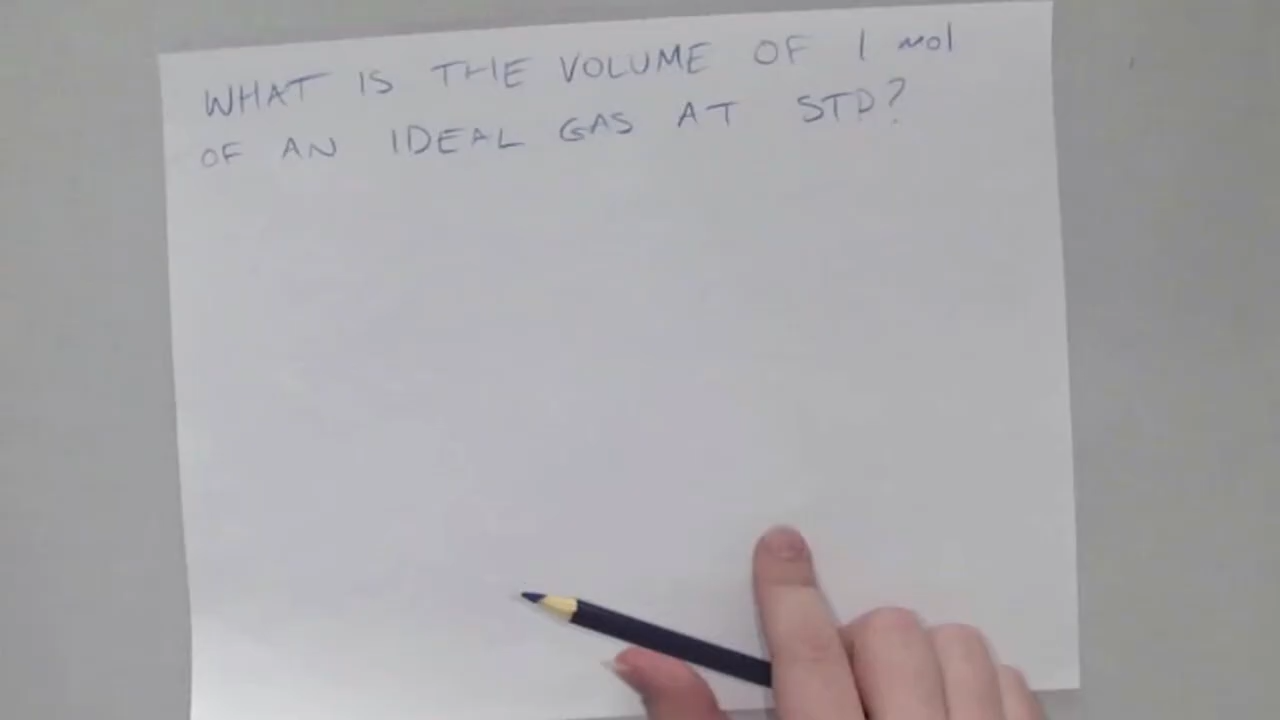 WHAT IS THE VOLUME OF 1 mol
OF AN IDEAL GAS AT STP?